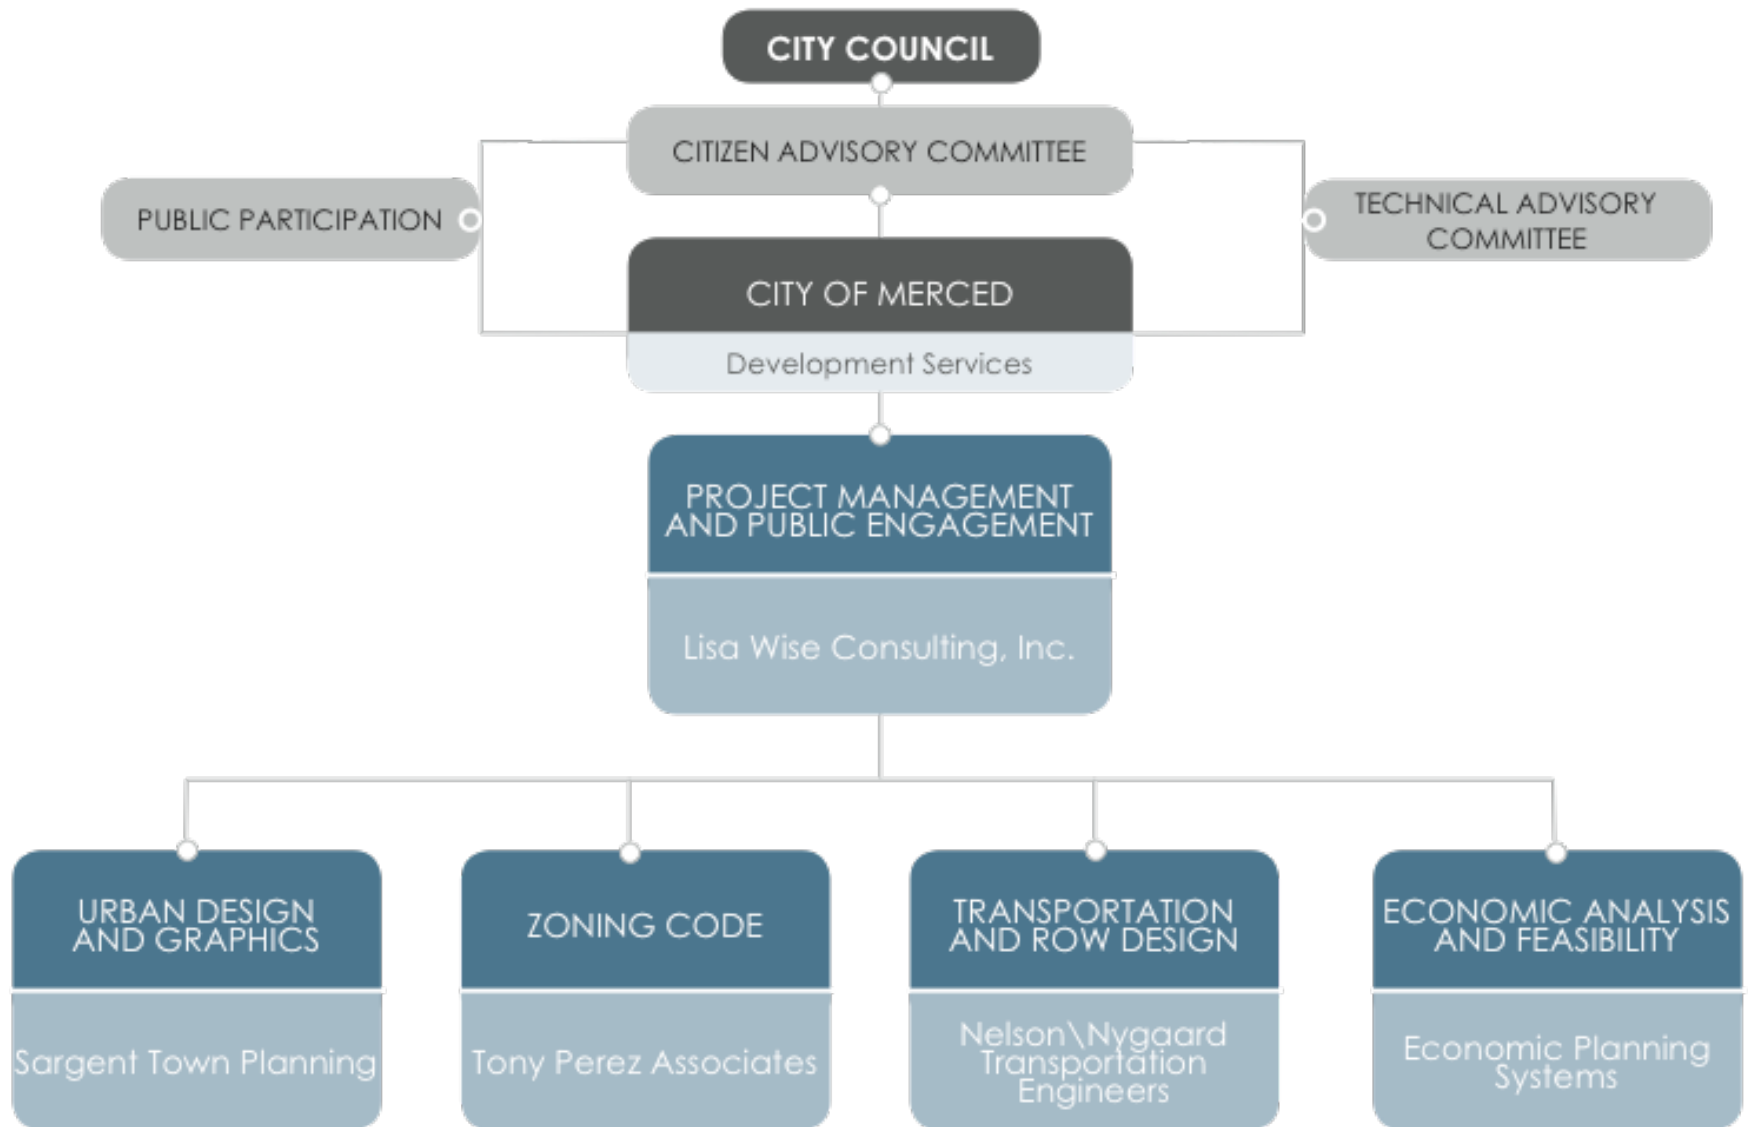 CITY COUNCIL
CITIZEN ADVISORY COMMITTEE
PUBLIC PARTICIPATION
TECHNICAL ADVISORY
COMMITTEE
CITY OF MERCED
Development Services
PROJECT MANAGEMENT
AND PUBLIC ENGAGEMENT
Lisa Wise Consulting, Inc.
URBAN DESIGN
AND GRAPHICS
Sargent Town Planning
ZONING CODE
Tony Perez Associates
TRANSPORTATION
AND ROW DESIGN
Nelson\Nygaard
Transportation
Engineers
ECONOMIC ANALYSIS
AND FEASIBILITY
Economic Planning
Systems